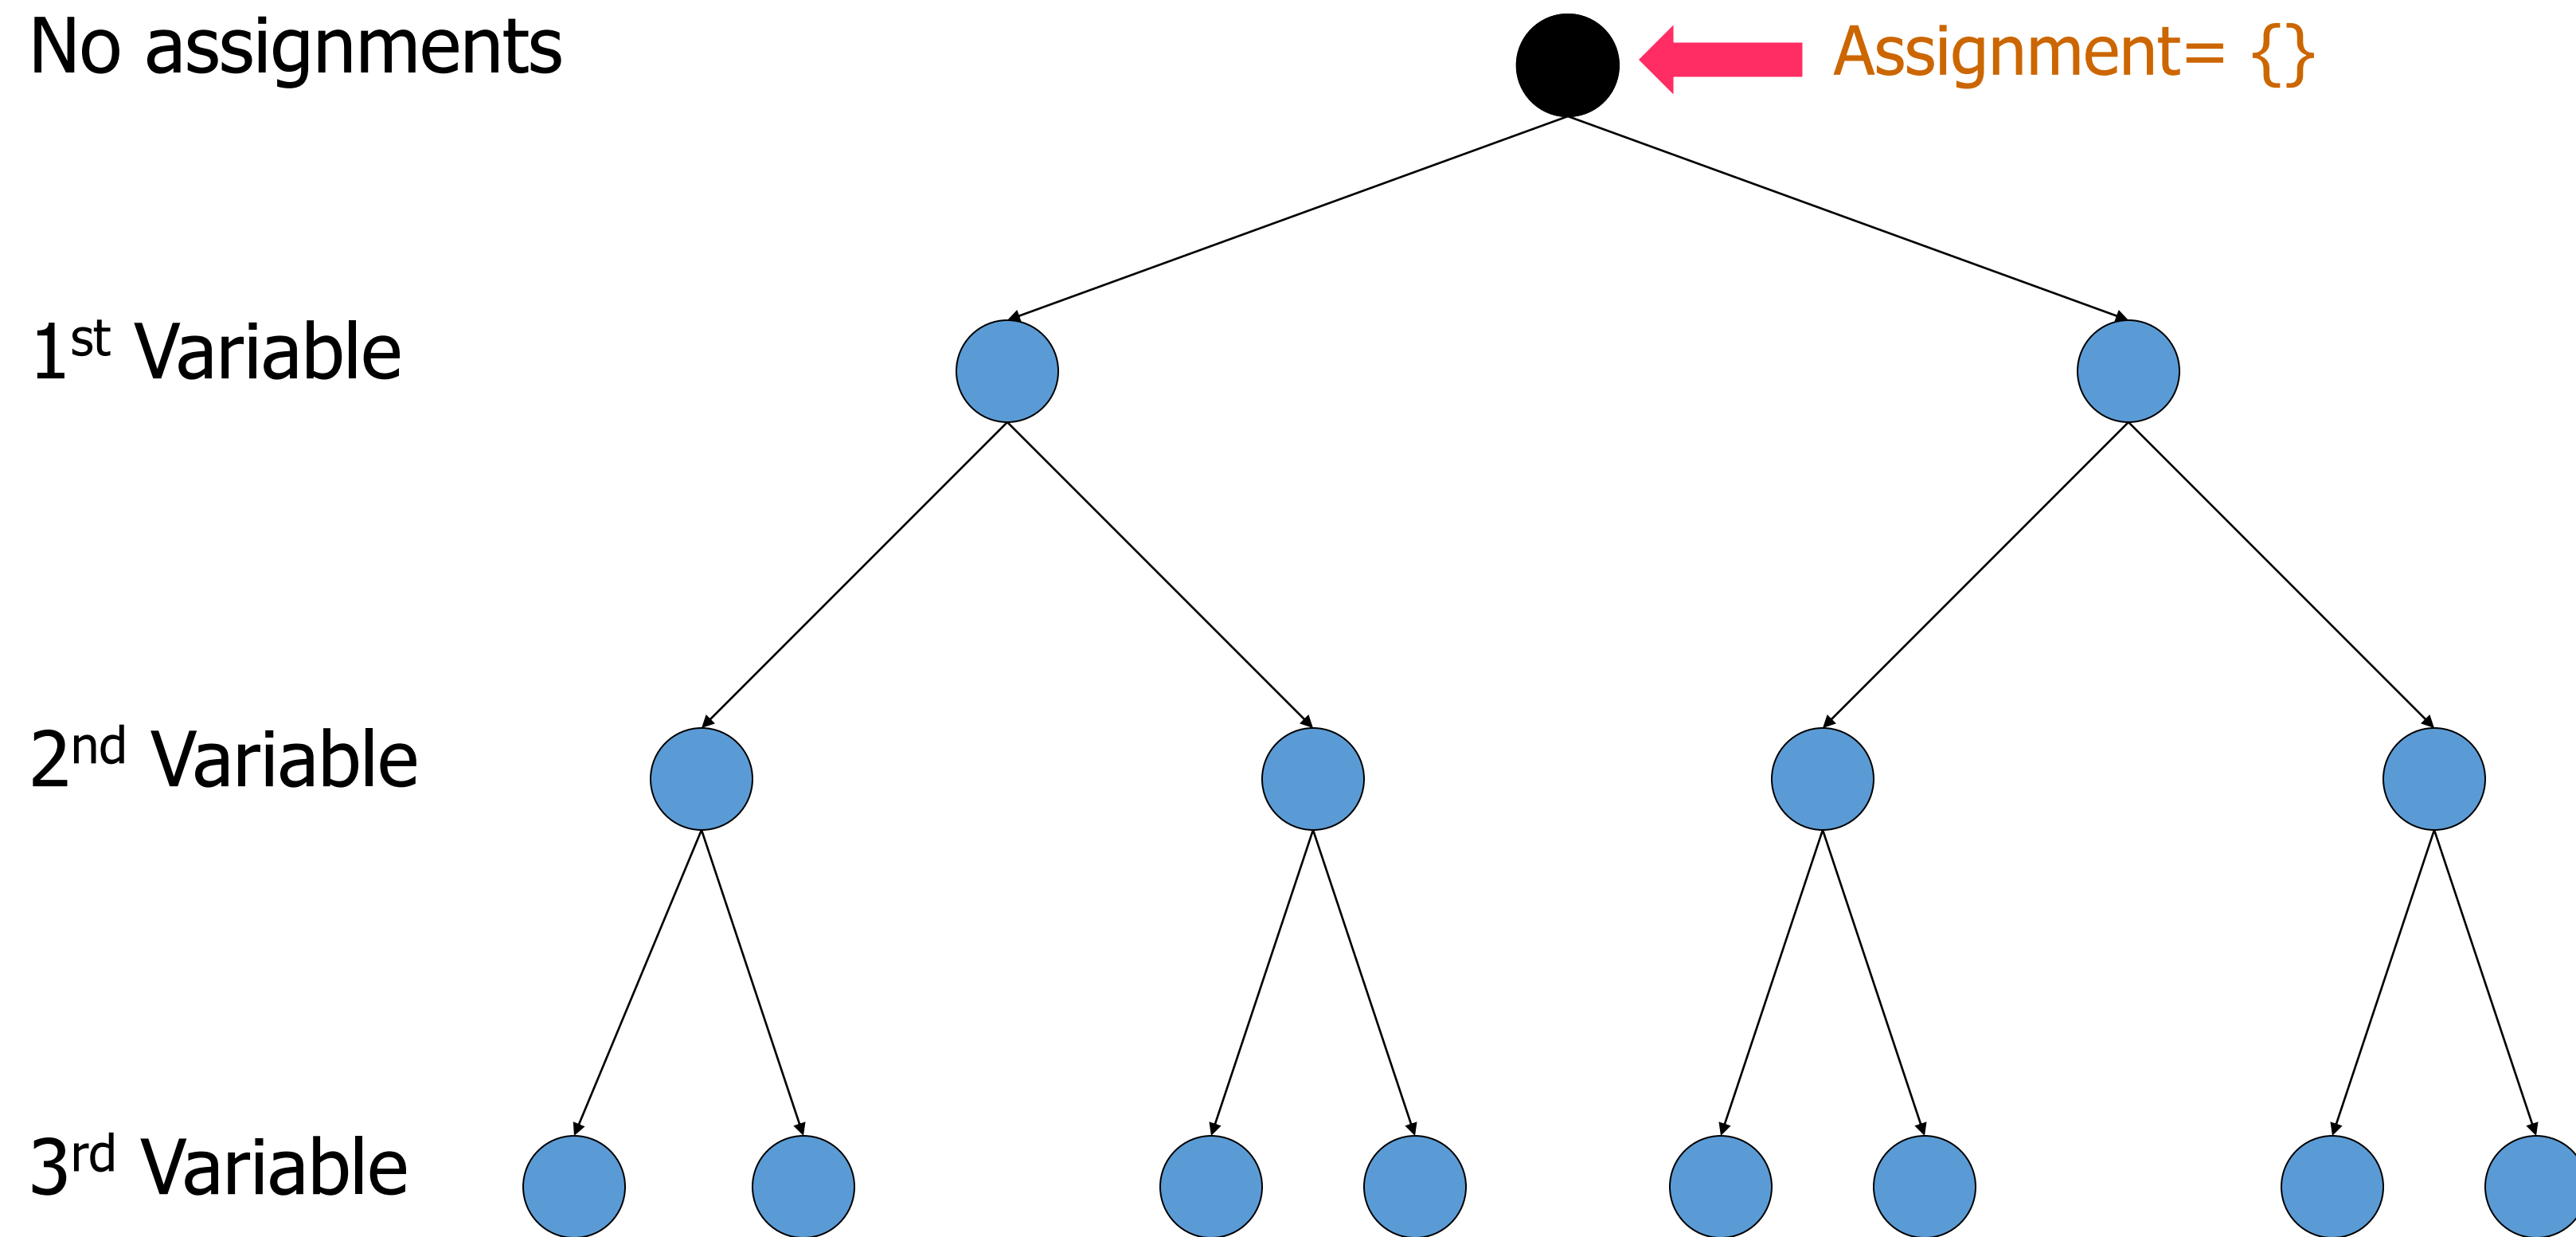 No assignments
Assignment= {}
1st Variable
2nd Variable
3rd Variable